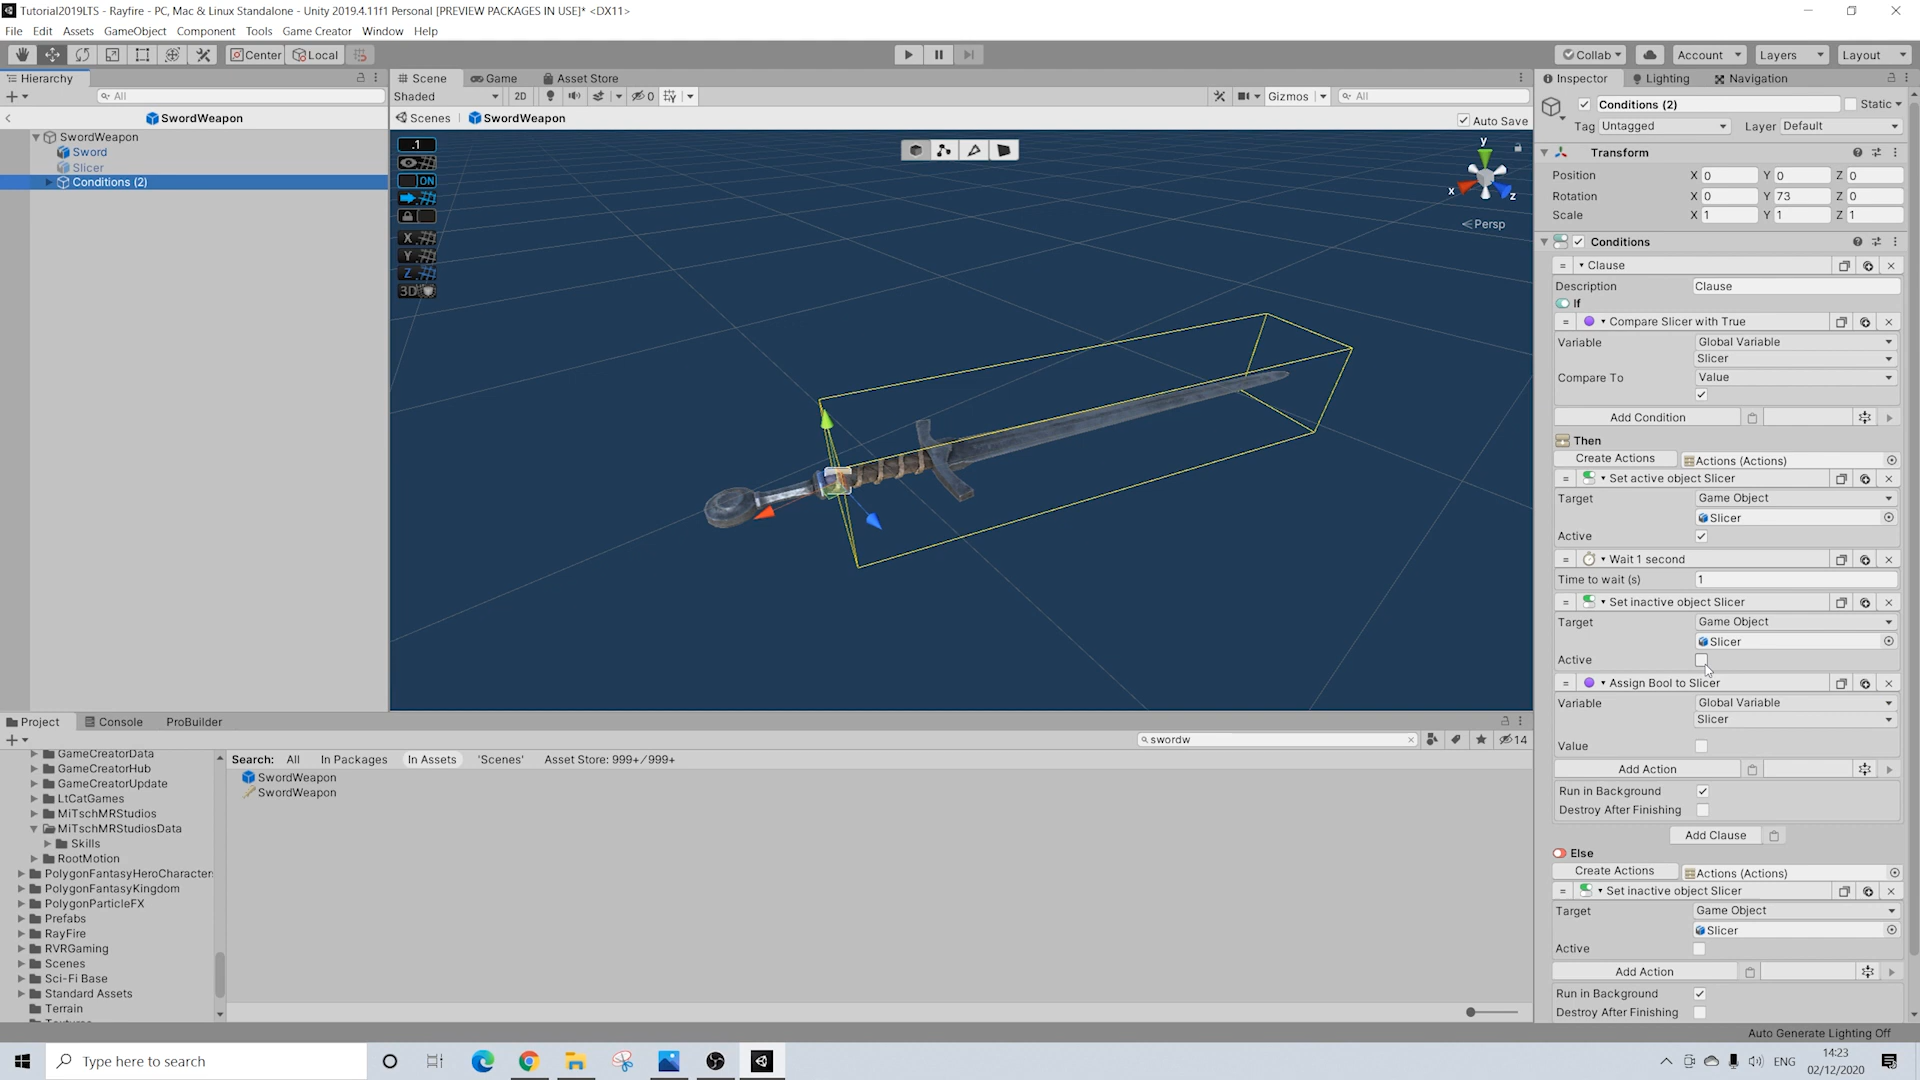 Tutorial2019LTS - Rayfire - PC, Mac & Linux Standalone - Unity 2019.4.11f1 Personal [PREVIEW PACKAGES IN USE]* <DX11>
File Edit Assets GameObject Component Tools Game Creator Window Help
Center Local Collab Account Layers Layout
Hierarchy
All
SwordWeapon
SwordWeapon
Sword
Slicer
Conditions (2)
Scene Game Asset Store
Shaded 2D 0 Gizmos All
Scenes SwordWeapon Auto Save
.1
ON
X
Y
Z
3D
y
x
z
Persp
Inspector Lighting Navigation
Conditions (2) Static
Tag Untagged Layer Default
Transform
Position X 0 Y 0 Z 0
Rotation X 0 Y 73 Z 0
Scale X 1 Y 1 Z 1
Conditions
= Clause
Description Clause
If
= Compare Slicer with True
Variable Global Variable
Slicer
Compare To Value
Add Condition
Then
Create Actions Actions (Actions)
= Set active object Slicer
Target Game Object
Slicer
Active
= Wait 1 second
Time to wait (s) 1
= Set inactive object Slicer
Target Game Object
Slicer
Active
= Assign Bool to Slicer
Variable Global Variable
Slicer
Value
Add Action
Run in Background
Destroy After Finishing
Add Clause
Else
Create Actions Actions (Actions)
= Set inactive object Slicer
Target Game Object
Slicer
Active
Add Action
Run in Background
Destroy After Finishing
Project Console ProBuilder
swordw 14
GameCreatorData
GameCreatorHub
GameCreatorUpdate
LtCatGames
MiTschMRStudios
MiTschMRStudiosData
Skills
RootMotion
PolygonFantasyHeroCharacter
PolygonFantasyKingdom
PolygonParticleFX
Prefabs
RayFire
RVRGaming
Scenes
Sci-Fi Base
Standard Assets
Terrain
Search: All In Packages In Assets 'Scenes' Asset Store: 999+/999+
SwordWeapon
SwordWeapon
Auto Generate Lighting Off
Type here to search
ENG
14:23
02/12/2020